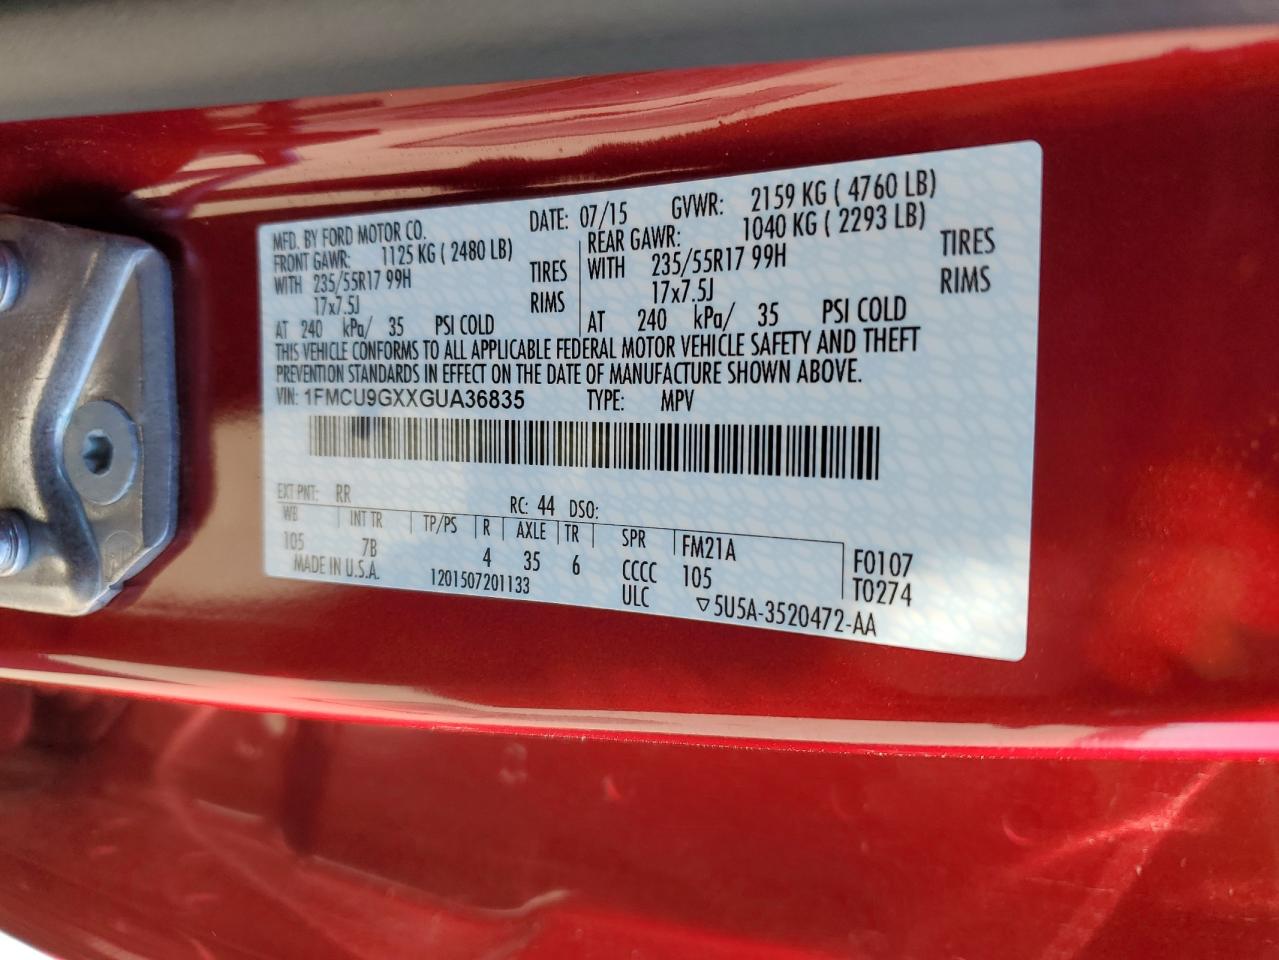 MFD. BY FORD MOTOR CO. DATE: 07/15 GVWR: 2159 KG ( 4760 LB)
FRONT GAWR: 1125 KG ( 2480 LB) REAR GAWR: 1040 KG ( 2293 LB)
WITH 235/55R17 99H TIRES WITH 235/55R17 99H TIRES
17x7.5J RIMS 17x7.5J RIMS
AT 240 kPa/ 35 PSI COLD AT 240 kPa/ 35 PSI COLD
THIS VEHICLE CONFORMS TO ALL APPLICABLE FEDERAL MOTOR VEHICLE SAFETY AND THEFT
PREVENTION STANDARDS IN EFFECT ON THE DATE OF MANUFACTURE SHOWN ABOVE.
VIN: 1FMCU9GXXGUA36835 TYPE: MPV
EXT PNT: RR RC: 44 DSO:
WB INT TR TP/PS R AXLE TR SPR FM21A F0107
105 7B 4 35 6 CCCC 105 T0274
MADE IN U.S.A. 1201507201133 ULC ▽5U5A-3520472-AA